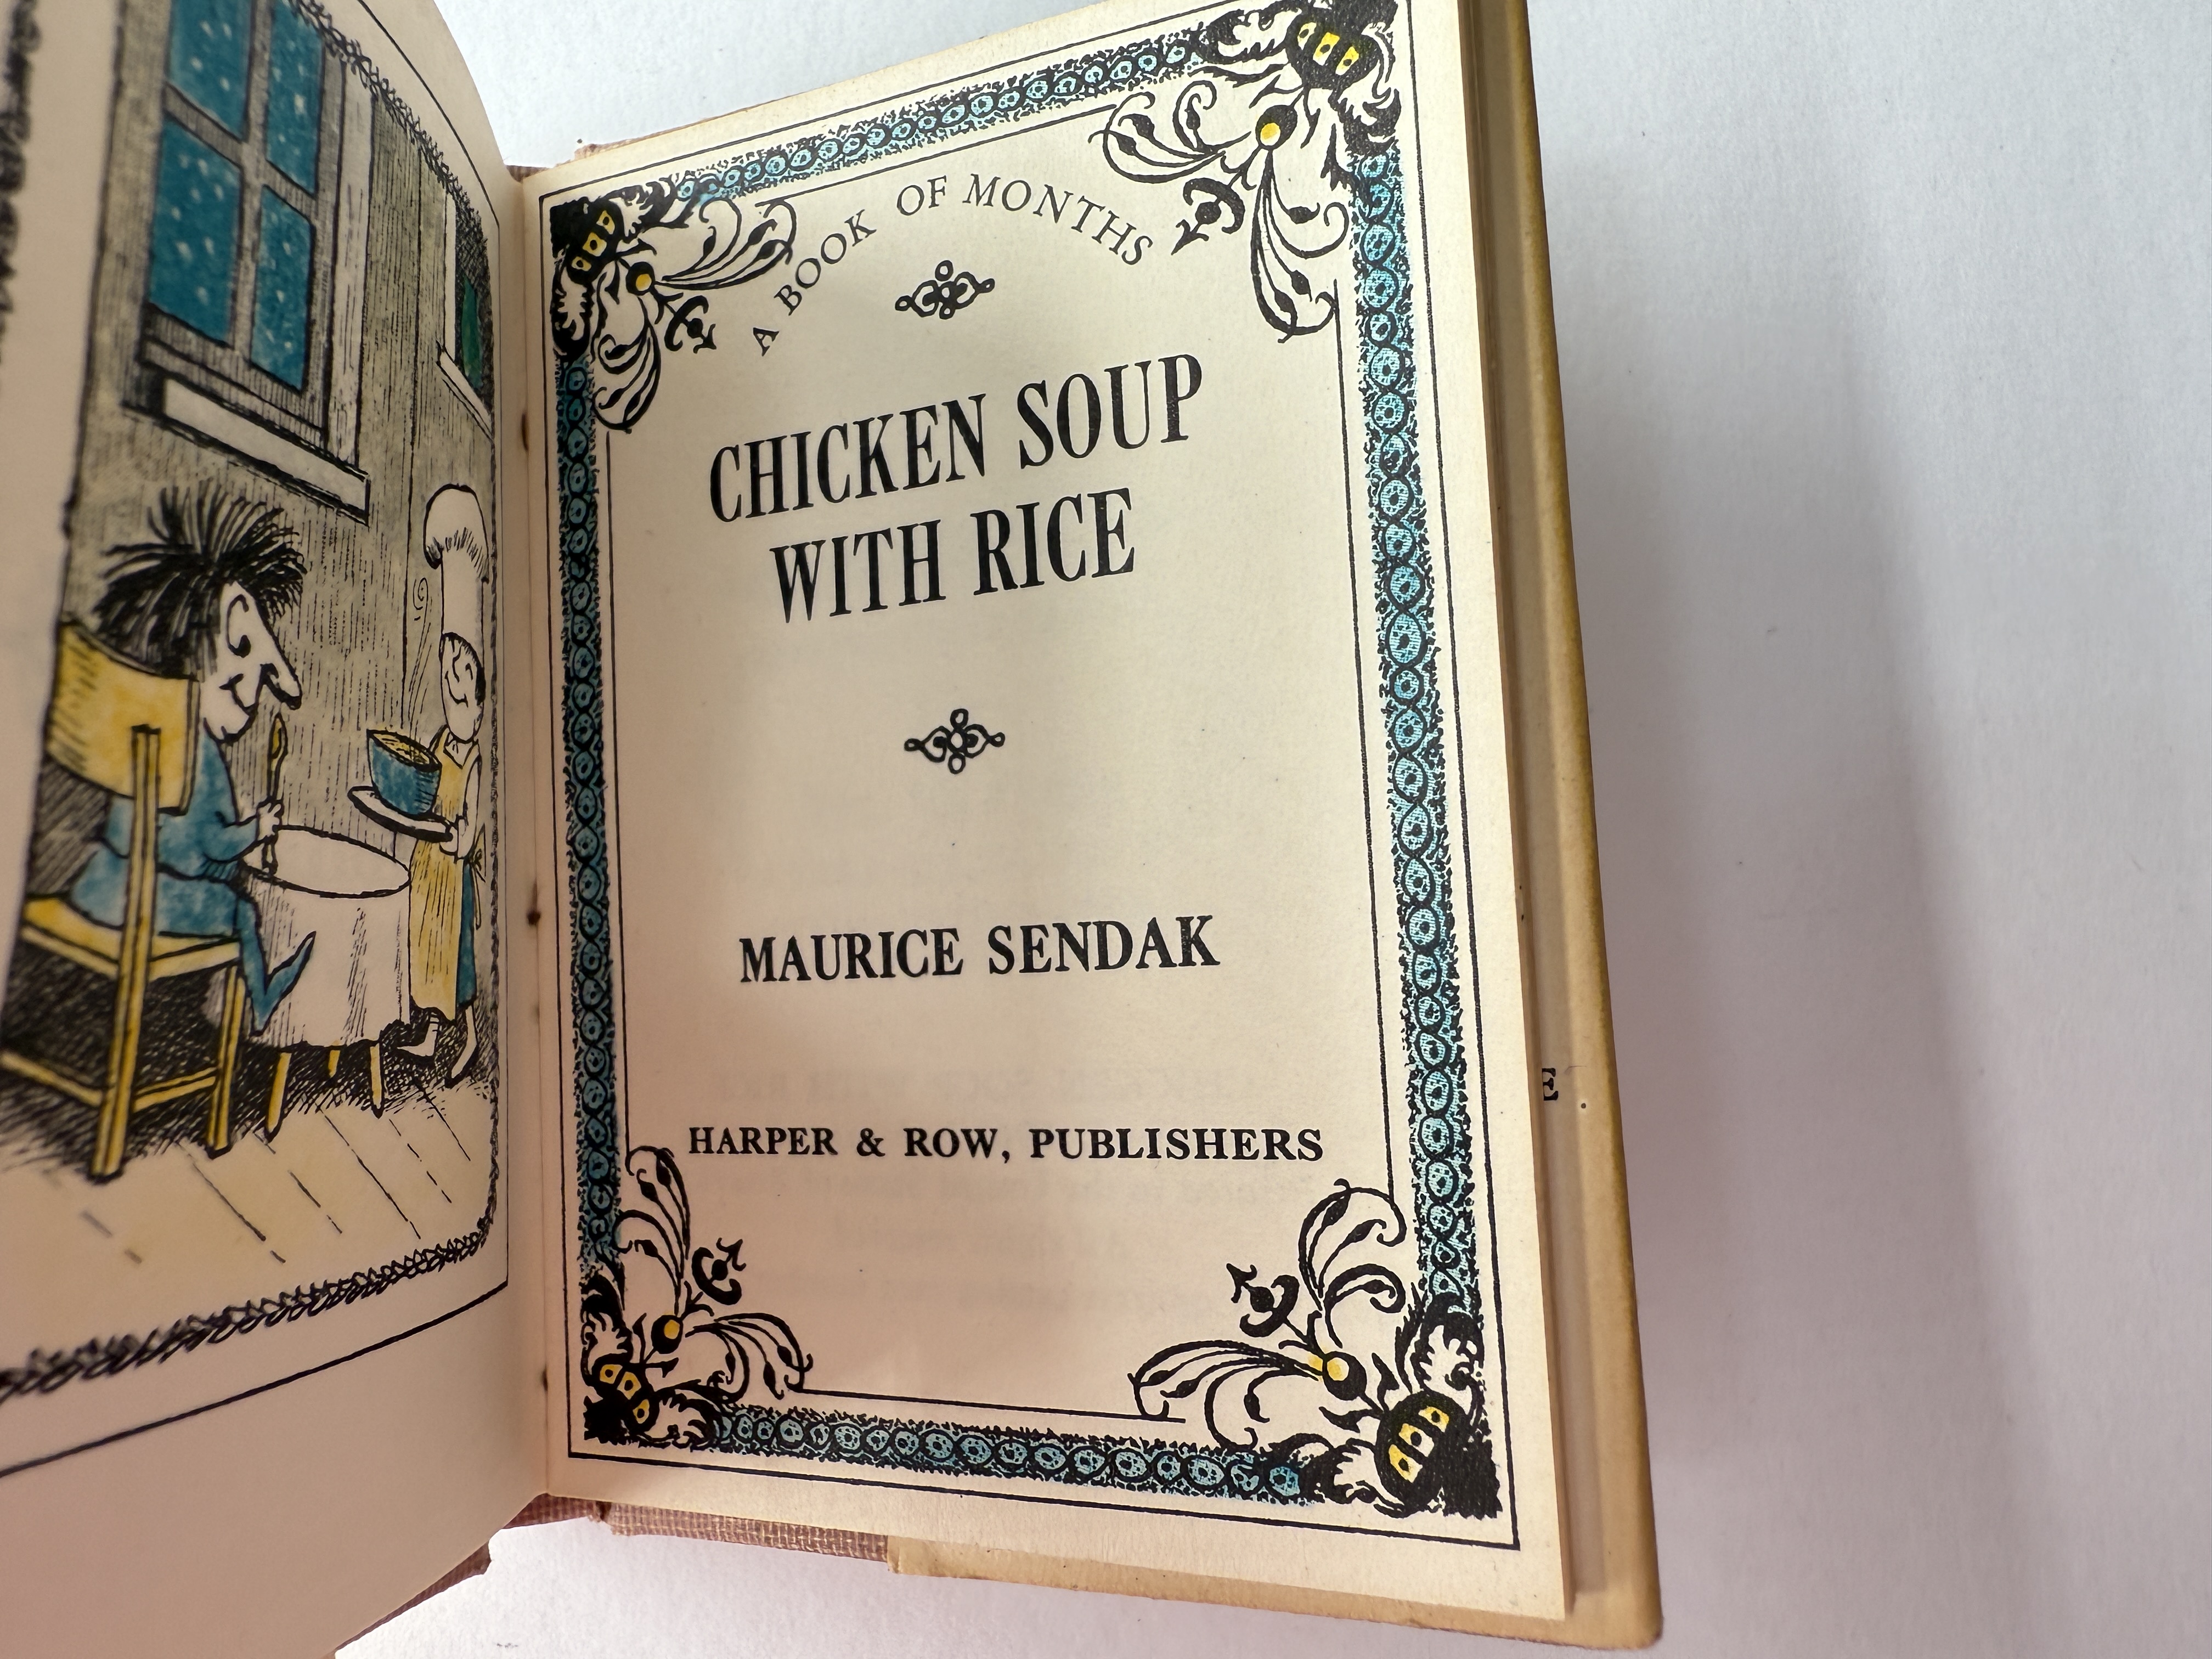 A BOOK OF MONTHS
CHICKEN SOUP
WITH RICE
MAURICE SENDAK
HARPER & ROW, PUBLISHERS
E